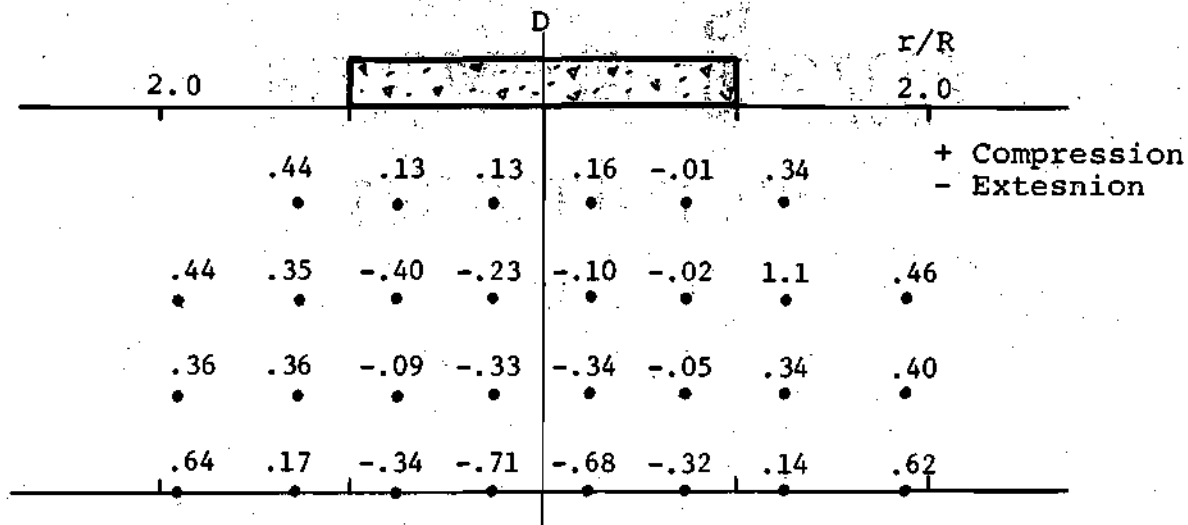 D
r/R
2.0 2.0
+ Compression
- Extesnion
.44 .13 .13 .16 -.01 .34
.44 .35 -.40 -.23 -.10 -.02 1.1 .46
.36 .36 -.09 -.33 -.34 -.05 .34 .40
.64 .17 -.34 -.71 -.68 -.32 .14 .62